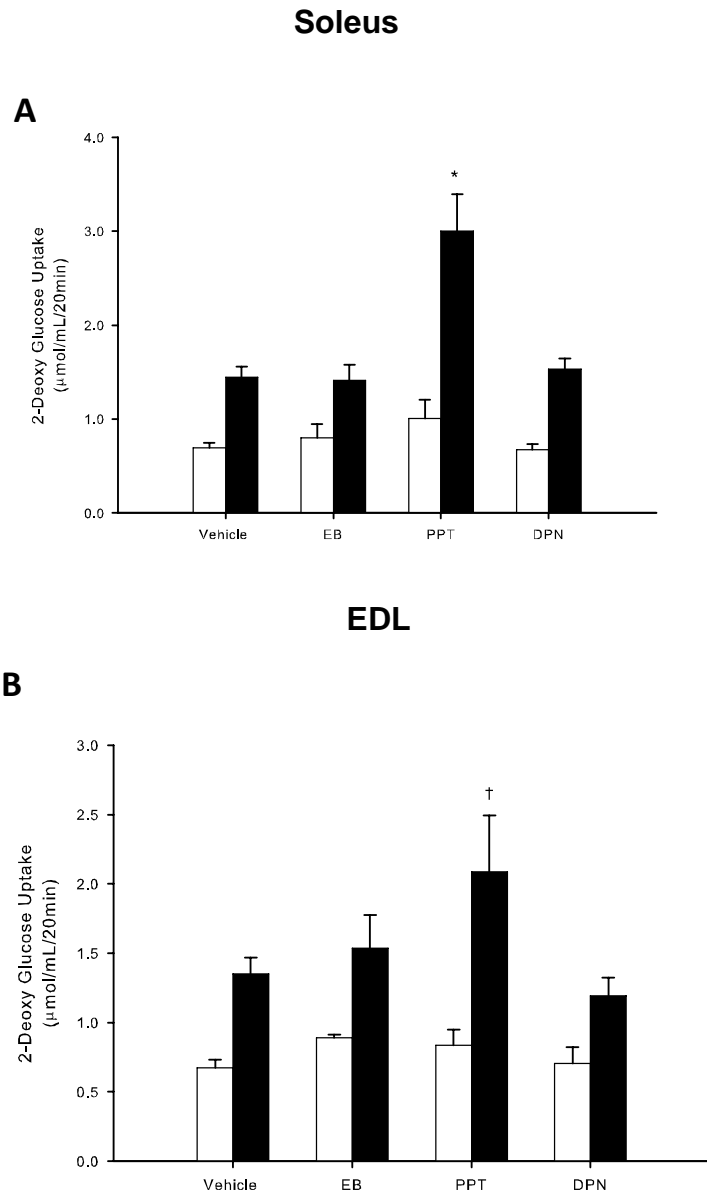 Soleus
A
4.0
3.0
2.0
1.0
0.0
2-Deoxy Glucose Uptake
(μmol/mL/20min)
*
Vehicle EB PPT DPN
EDL
B
3.0
2.5
2.0
1.5
1.0
0.5
0.0
2-Deoxy Glucose Uptake
(μmol/mL/20min)
†
Vehicle EB PPT DPN